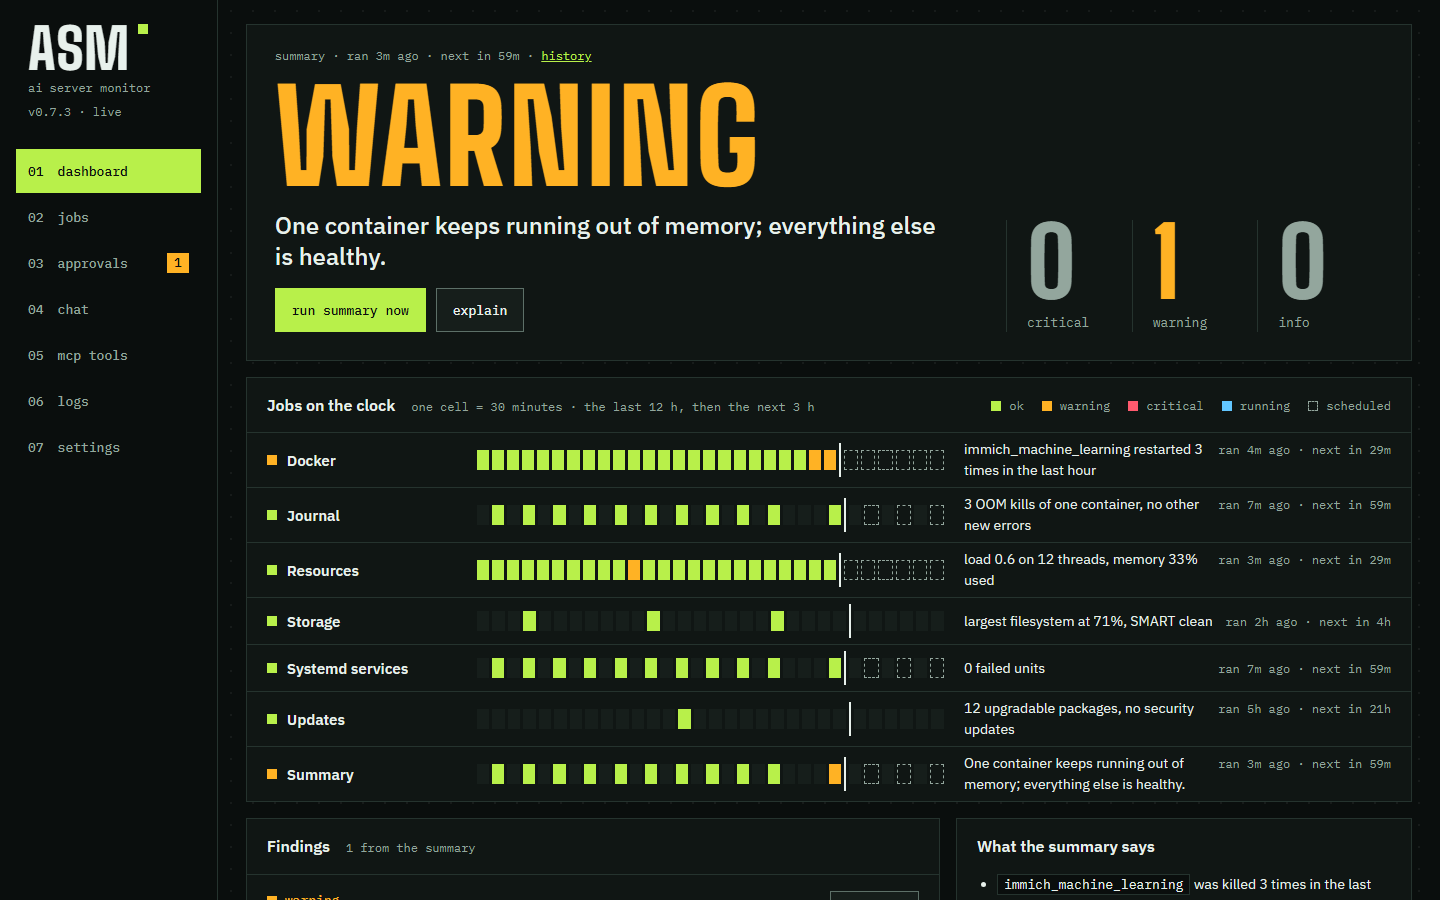 ASM
ai server monitor
v0.7.3 · live
01 dashboard
02 jobs
03 approvals 1
04 chat
05 mcp tools
06 logs
07 settings
summary · ran 3m ago · next in 59m · history
WARNING
One container keeps running out of memory; everything else
is healthy.
run summary now explain
0 critical
1 warning
0 info
Jobs on the clock one cell = 30 minutes · the last 12 h, then the next 3 h
ok warning critical running scheduled
Docker
immich_machine_learning restarted 3
times in the last hour
ran 4m ago · next in 29m
Journal
3 OOM kills of one container, no other
new errors
ran 7m ago · next in 59m
Resources
load 0.6 on 12 threads, memory 33%
used
ran 3m ago · next in 29m
Storage
largest filesystem at 71%, SMART clean
ran 2h ago · next in 4h
Systemd services
0 failed units
ran 7m ago · next in 59m
Updates
12 upgradable packages, no security
updates
ran 5h ago · next in 21h
Summary
One container keeps running out of
memory; everything else is healthy.
ran 3m ago · next in 59m
Findings 1 from the summary
warning
What the summary says
• immich_machine_learning was killed 3 times in the last